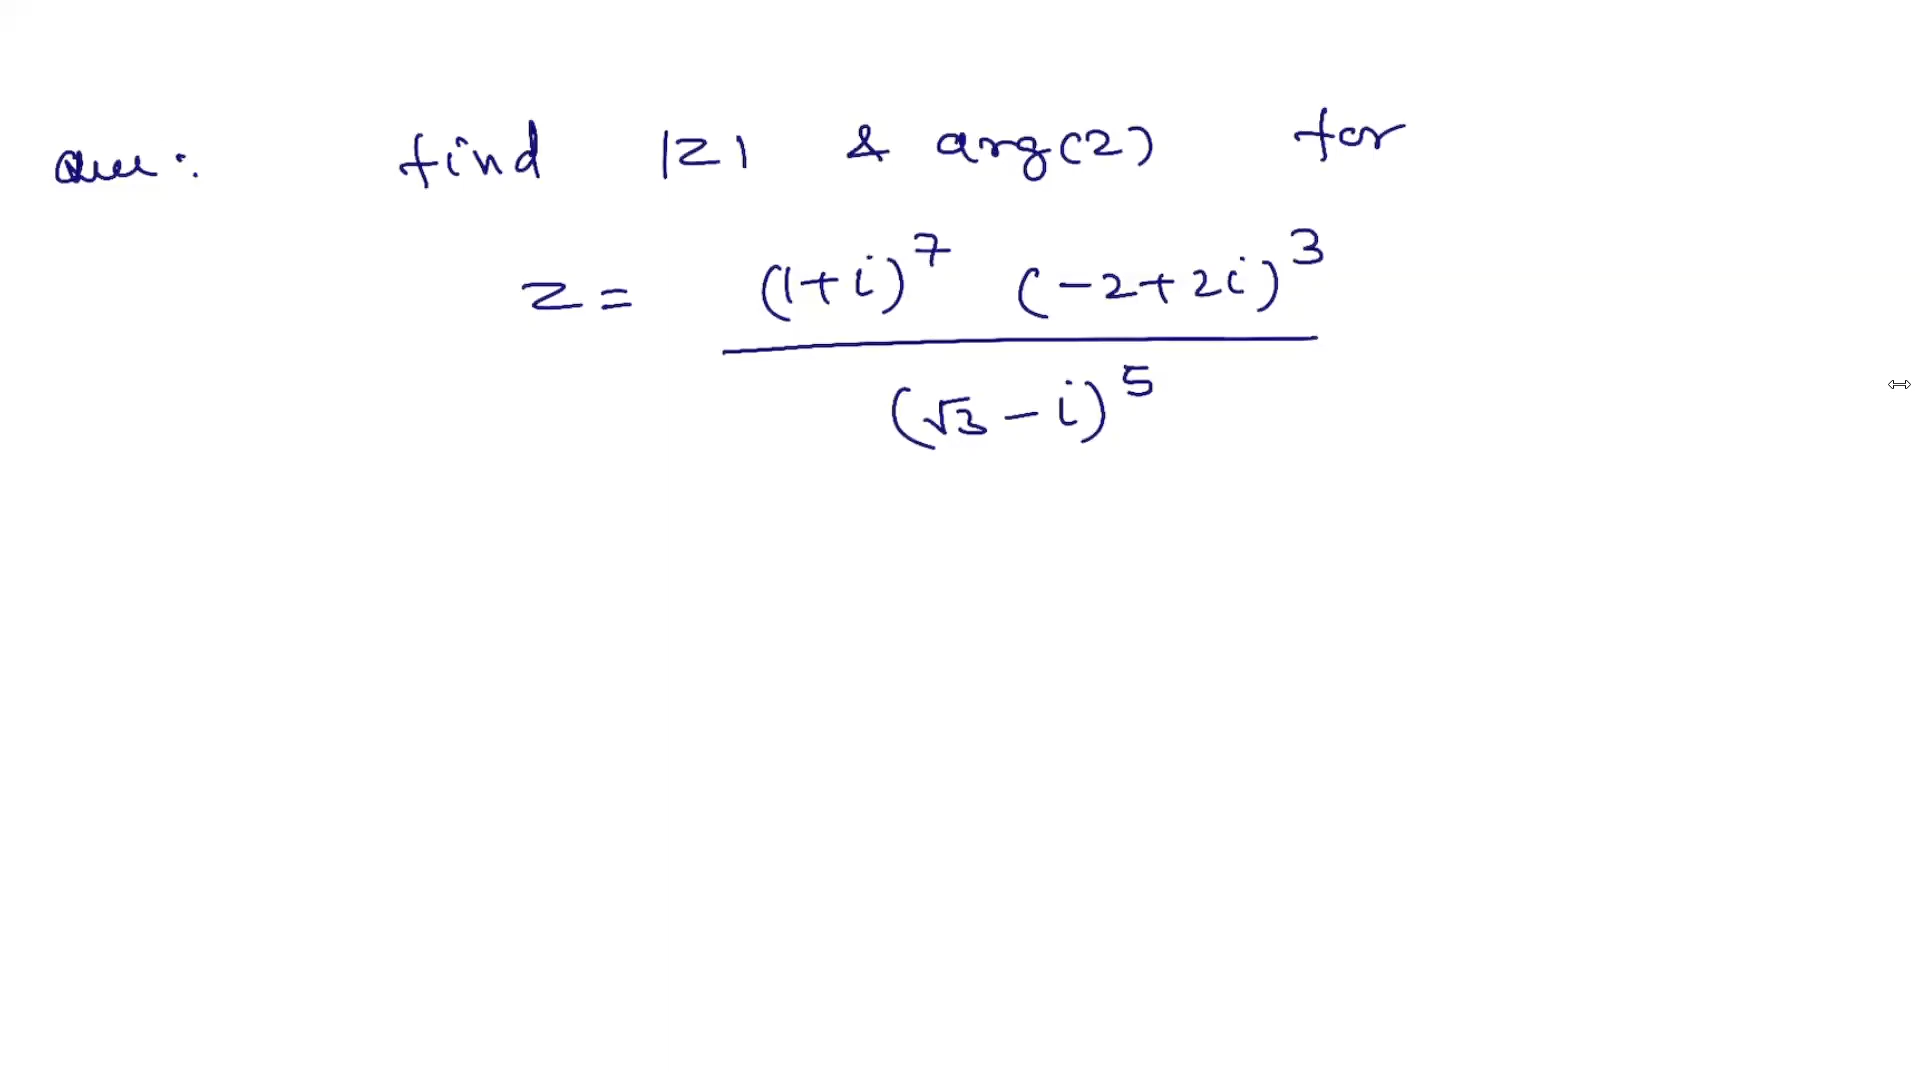 Que: find |z| & arg(z) for
z = (1+i)^7 (-2+2i)^3
(√3 - i)^5